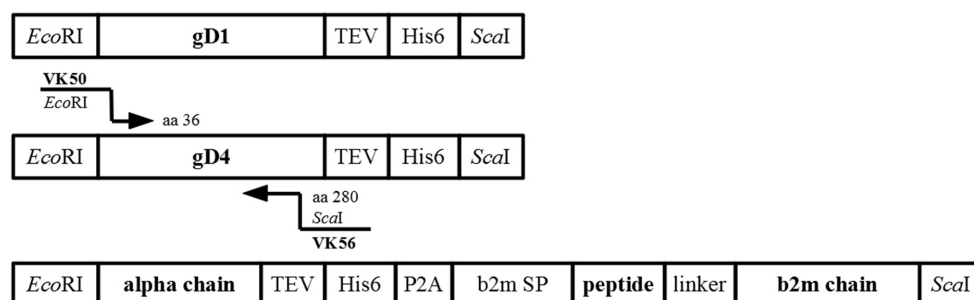 EcoRI gD1 TEV His6 ScaI
VK50
EcoRI
aa 36
EcoRI gD4 TEV His6 ScaI
aa 280
ScaI
VK56
EcoRI alpha chain TEV His6 P2A b2m SP peptide linker b2m chain ScaI